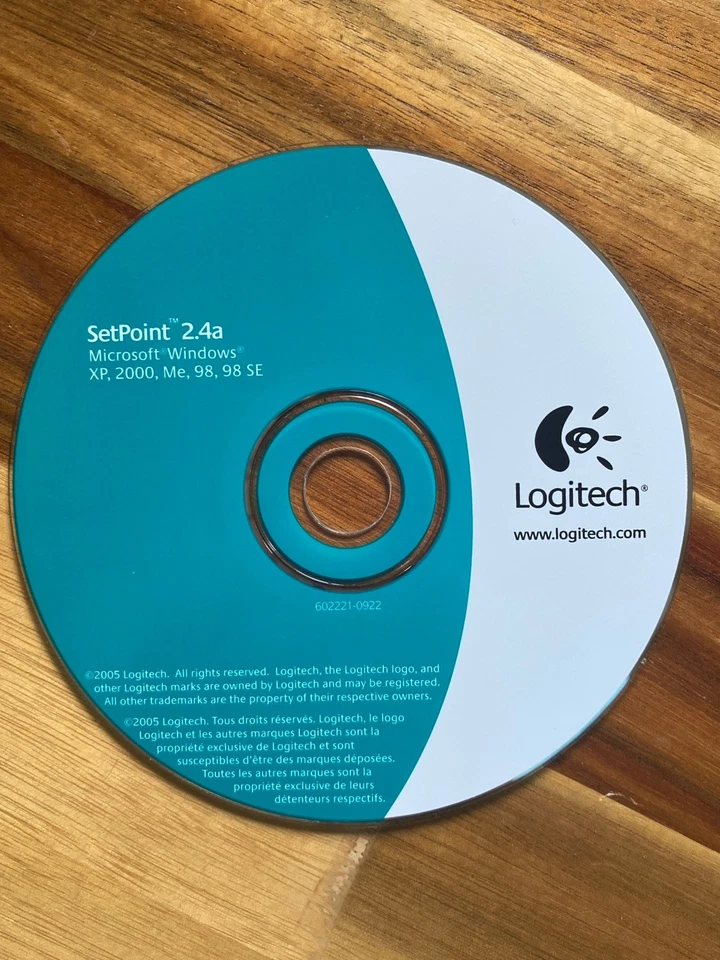 SetPoint™ 2.4a
Microsoft® Windows®
XP, 2000, Me, 98, 98 SE
Logitech®
www.logitech.com
602221-0922
©2005 Logitech. All rights reserved. Logitech, the Logitech logo, and
other Logitech marks are owned by Logitech and may be registered.
All other trademarks are the property of their respective owners.
©2005 Logitech. Tous droits réservés. Logitech, le logo
Logitech et les autres marques Logitech sont la
propriété exclusive de Logitech et sont
susceptibles d'être des marques déposées.
Toutes les autres marques sont la
propriété exclusive de leurs
détenteurs respectifs.